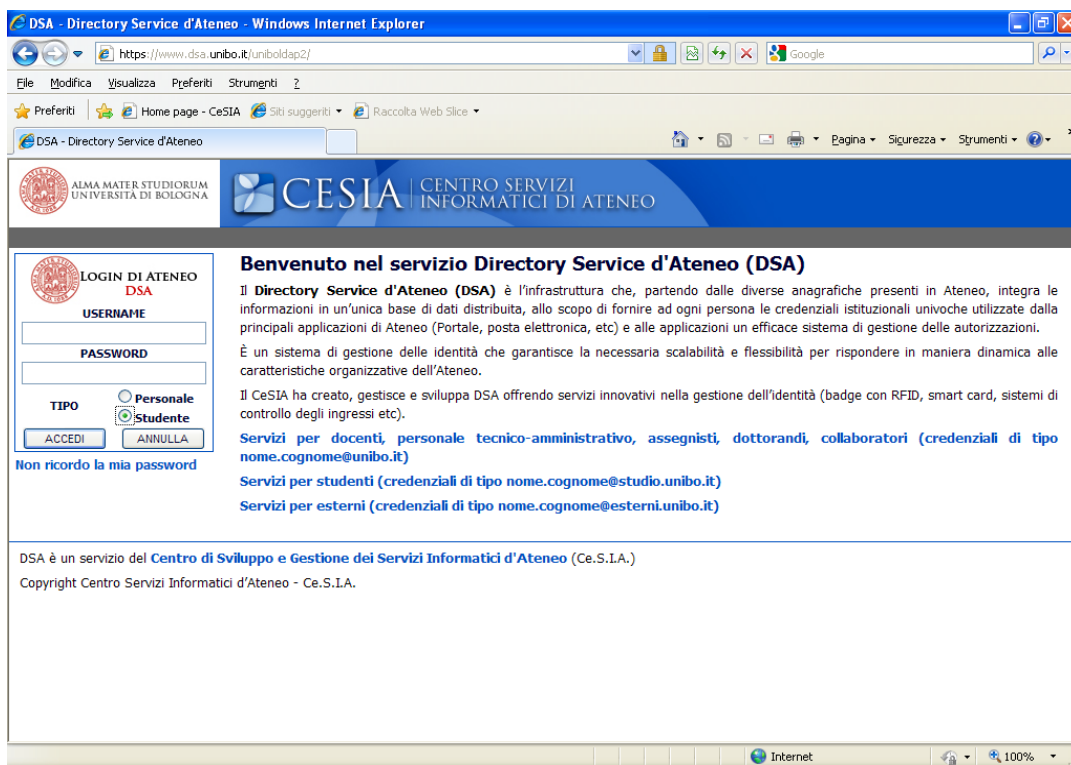 DSA - Directory Service d'Ateneo - Windows Internet Explorer
https://www.dsa.unibo.it/uniboldap2/
Google
File Modifica Visualizza Preferiti Strumenti ?
Preferiti Home page - CeSIA Siti suggeriti Raccolta Web Slice
DSA - Directory Service d'Ateneo
Pagina Sicurezza Strumenti
ALMA MATER STUDIORUM
UNIVERSITÀ DI BOLOGNA
CESIA CENTRO SERVIZI
INFORMATICI DI ATENEO
LOGIN DI ATENEO
DSA
USERNAME
PASSWORD
TIPO
Personale
Studente
ACCEDI ANNULLA
Non ricordo la mia password
Benvenuto nel servizio Directory Service d'Ateneo (DSA)
Il Directory Service d'Ateneo (DSA) è l'infrastruttura che, partendo dalle diverse anagrafiche presenti in Ateneo, integra le
informazioni in un'unica base di dati distribuita, allo scopo di fornire ad ogni persona le credenziali istituzionali univoche utilizzate dalla
principali applicazioni di Ateneo (Portale, posta elettronica, etc) e alle applicazioni un efficace sistema di gestione delle autorizzazioni.
È un sistema di gestione delle identità che garantisce la necessaria scalabilità e flessibilità per rispondere in maniera dinamica alle
caratteristiche organizzative dell'Ateneo.
Il CeSIA ha creato, gestisce e sviluppa DSA offrendo servizi innovativi nella gestione dell'identità (badge con RFID, smart card, sistemi di
controllo degli ingressi etc).
Servizi per docenti, personale tecnico-amministrativo, assegnisti, dottorandi, collaboratori (credenziali di tipo
nome.cognome@unibo.it)
Servizi per studenti (credenziali di tipo nome.cognome@studio.unibo.it)
Servizi per esterni (credenziali di tipo nome.cognome@esterni.unibo.it)
DSA è un servizio del Centro di Sviluppo e Gestione dei Servizi Informatici d'Ateneo (Ce.S.I.A.)
Copyright Centro Servizi Informatici d'Ateneo - Ce.S.I.A.
Internet
100%